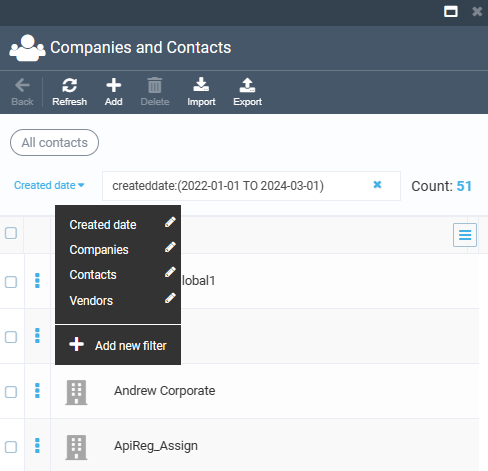 Companies and Contacts
Back Refresh Add Delete Import Export
All contacts
Created date createddate:(2022-01-01 TO 2024-03-01) Count: 51
Created date
Companies
Contacts
Vendors
Add new filter
lobal1
Andrew Corporate
ApiReg_Assign